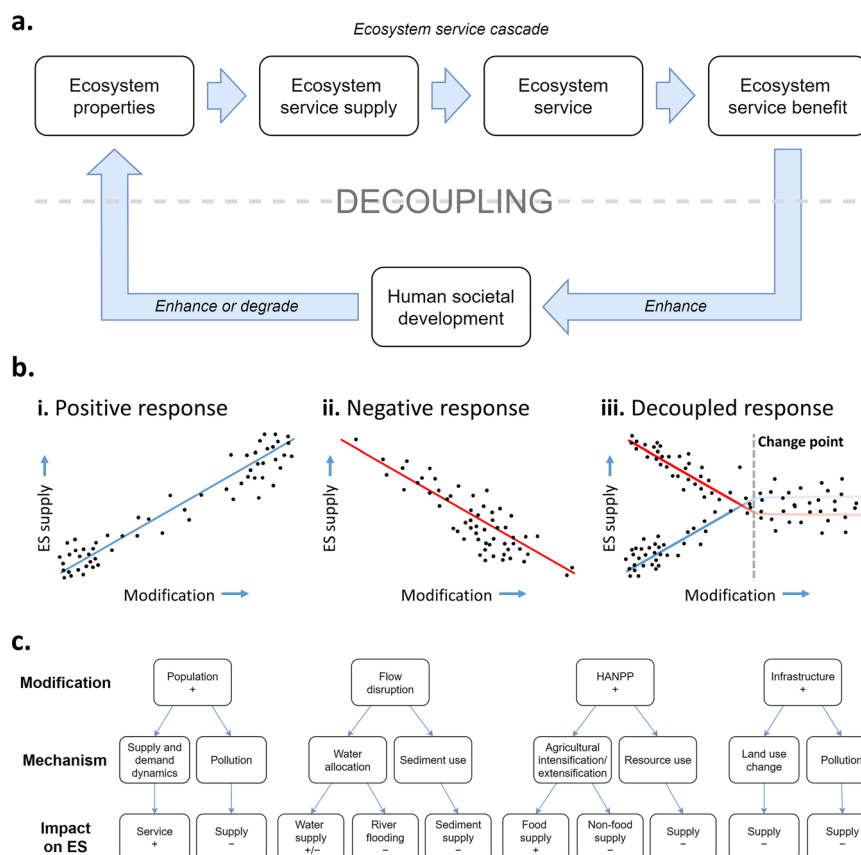 a.
Ecosystem service cascade
Ecosystem
properties
Ecosystem
service supply
Ecosystem
service
Ecosystem
service benefit
DECOUPLING
Enhance or degrade
Human societal
development
Enhance
b.
i. Positive response
ES supply
Modification
ii. Negative response
ES supply
Modification
iii. Decoupled response
Change point
ES supply
Modification
c.
Modification
Population
+
Flow
disruption
HANPP
+
Infrastructure
+
Mechanism
Supply and
demand
dynamics
Pollution
Water
allocation
Sediment use
Agricultural
intensification/
extensification
Resource use
Land use
change
Pollution
Impact
on ES
Service
+
Supply
–
Water
supply
+/–
River
flooding
–
Sediment
supply
–
Food supply
+
Non-food
supply
–
Supply
–
Supply
–
Supply
–